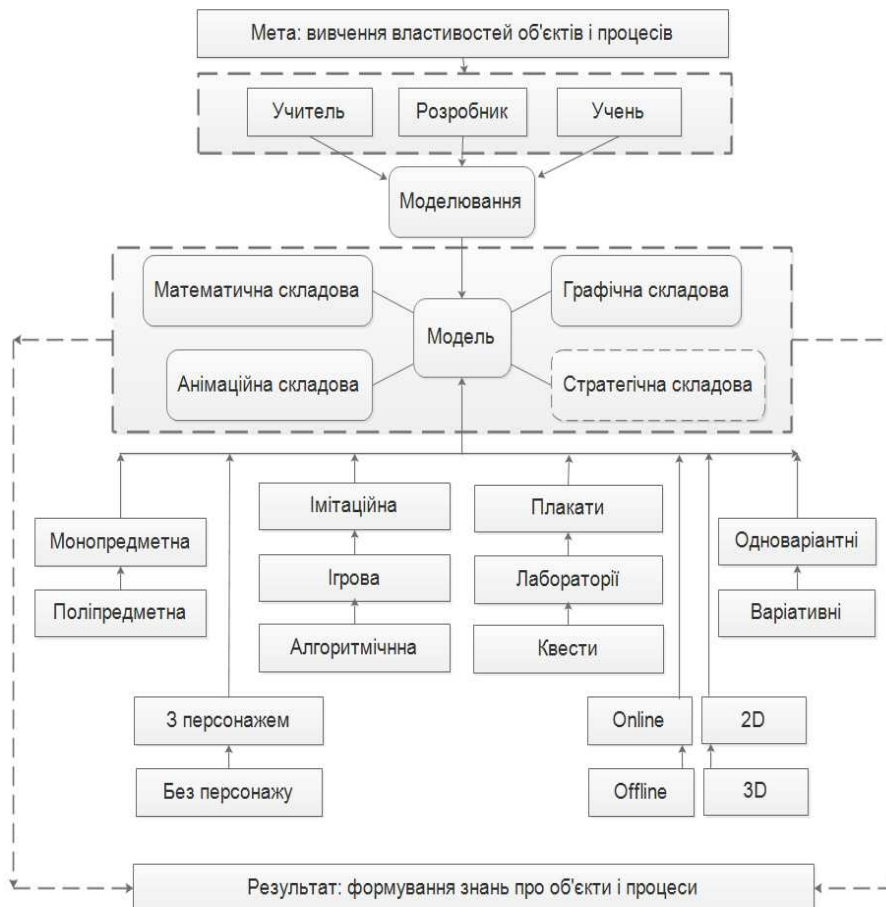 Мета: вивчення властивостей об'єктів і процесів
Учитель
Розробник
Учень
Моделювання
Математична складова
Графічна складова
Модель
Анімаційна складова
Стратегічна складова
Імітаційна
Плакати
Монопредметна
Одноваріантні
Ігрова
Лабораторії
Поліпредметна
Варіативні
Алгоритмічнна
Квести
З персонажем
Online
2D
Без персонажу
Offline
3D
Результат: формування знань про об'єкти і процеси